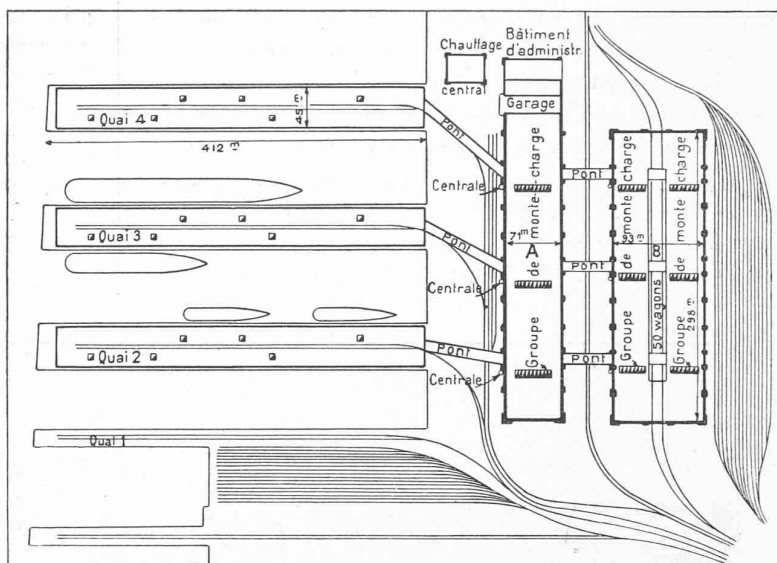 Chauffage
central
Bâtiment
d'administr.
Garage
Quai 4
45 m
412 m
Pont
Centrale
Pont
Quai 3
Pont
Centrale
71 m
A
Pont
Quai 2
Pont
Centrale
Pont
Groupe de monte-charge
Groupe de monte charge
93 m
B
50 wagons
Groupe de monte charge
298 m
Quai 1